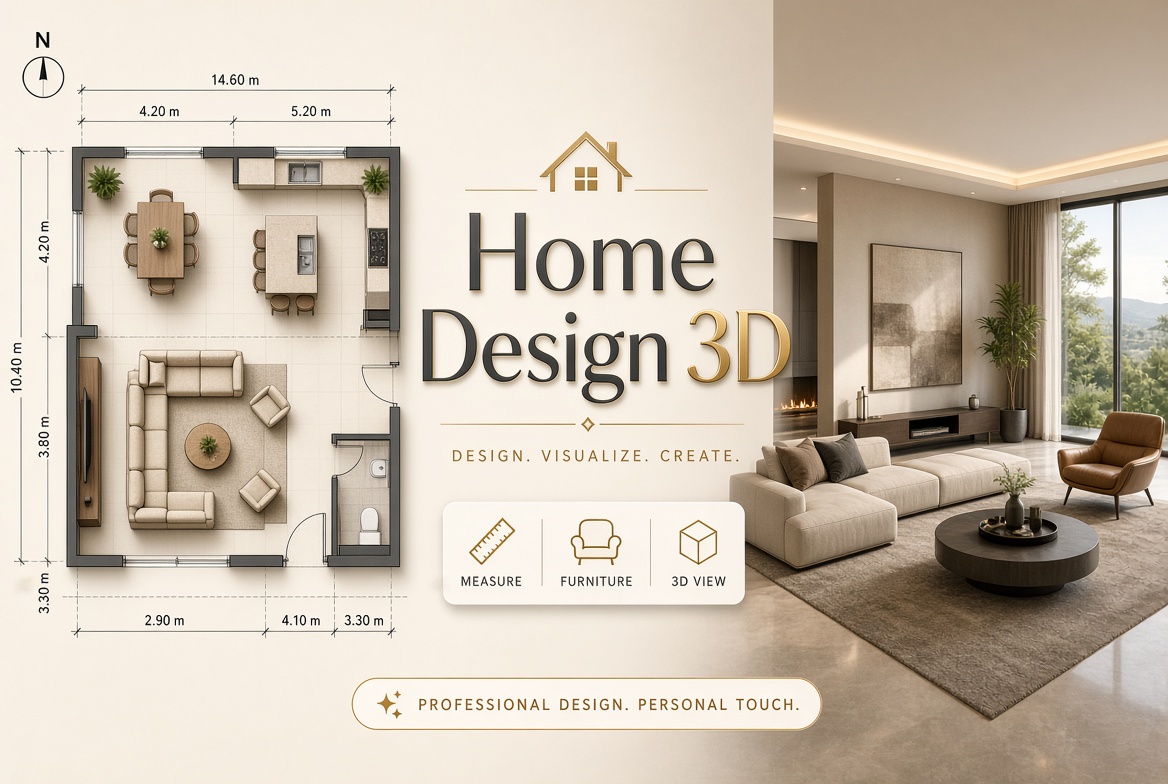 N
14.60 m
4.20 m
5.20 m
10.40 m
4.20 m
3.80 m
3.30 m
2.90 m
4.10 m
3.30 m
Home
Design 3D
DESIGN. VISUALIZE. CREATE.
MEASURE
FURNITURE
3D VIEW
PROFESSIONAL DESIGN. PERSONAL TOUCH.